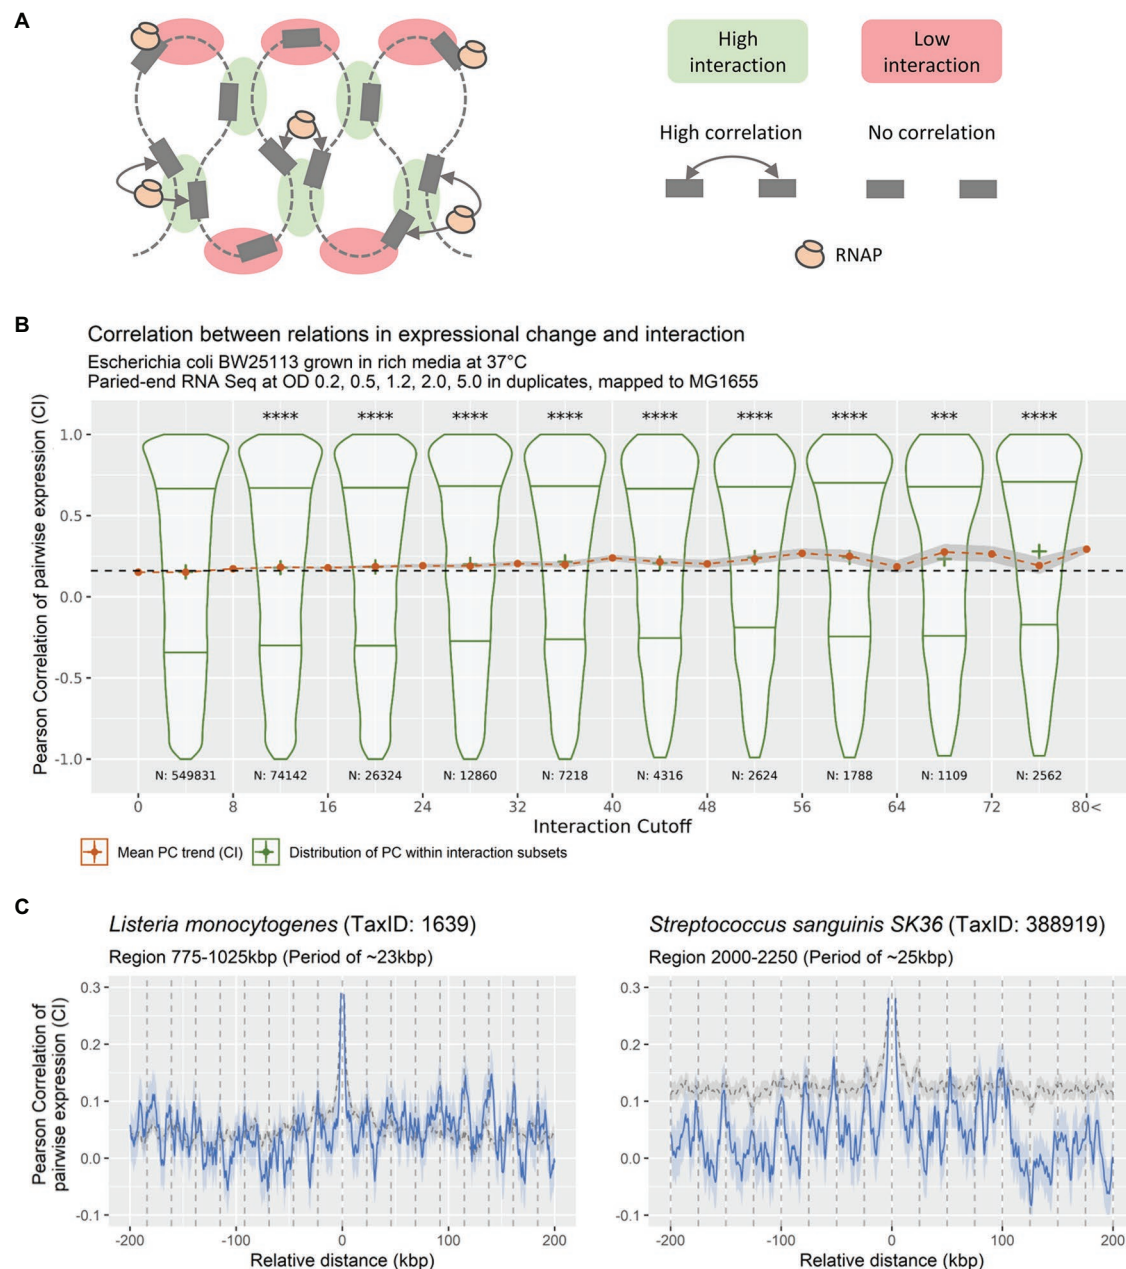 A
High
interaction
Low
interaction
High correlation
No correlation
RNAP
B
Correlation between relations in expressional change and interaction
Escherichia coli BW25113 grown in rich media at 37°C
Paried-end RNA Seq at OD 0.2, 0.5, 1.2, 2.0, 5.0 in duplicates, mapped to MG1655
Pearson Correlation of pairwise expression (CI)
**** **** **** **** **** **** **** *** ****
1.0
0.5
0.0
-0.5
-1.0
N: 549831 N: 74142 N: 26324 N: 12860 N: 7218 N: 4316 N: 2624 N: 1788 N: 1109 N: 2562
0 8 16 24 32 40 48 56 64 72 80<
Interaction Cutoff
Mean PC trend (CI) Distribution of PC within interaction subsets
C
Listeria monocytogenes (TaxID: 1639)
Region 775-1025kbp (Period of ~23kbp)
Pearson Correlation of
pairwise expression (CI)
0.3
0.2
0.1
0.0
-0.1
-200 -100 0 100 200
Relative distance (kbp)
Streptococcus sanguinis SK36 (TaxID: 388919)
Region 2000-2250 (Period of ~25kbp)
0.3
0.2
0.1
0.0
-0.1
-200 -100 0 100 200
Relative distance (kbp)